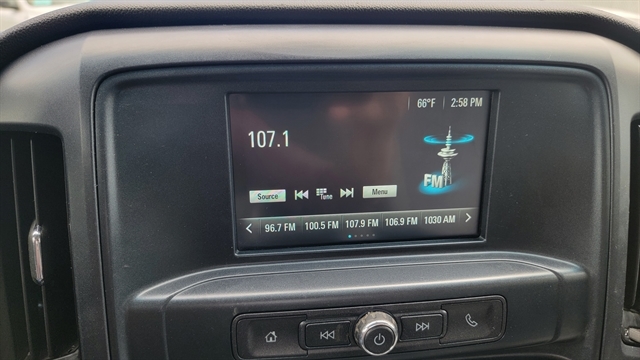 66°F 2:58 PM
107.1
FM
Source Tune Menu
96.7 FM 100.5 FM 107.9 FM 106.9 FM 1030 AM